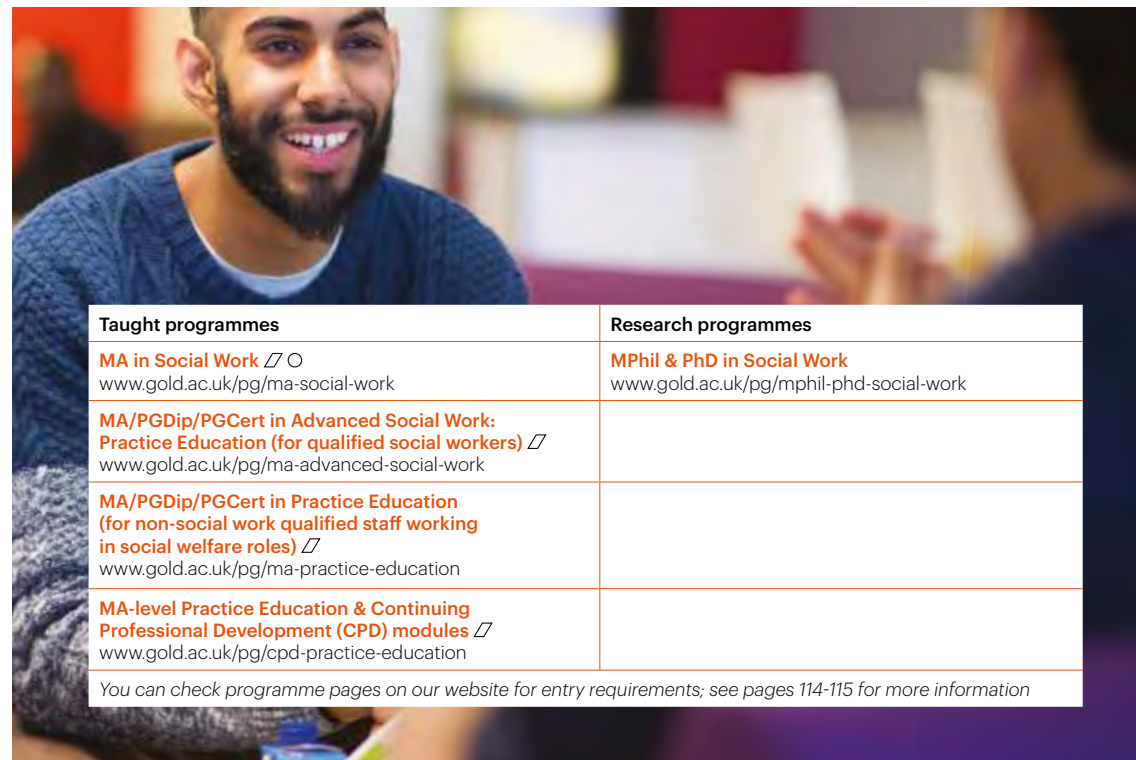 Taught programmes
Research programmes
MA in Social Work
www.gold.ac.uk/pg/ma-social-work
MPhil & PhD in Social Work
www.gold.ac.uk/pg/mphil-phd-social-work
MA/PGDip/PGCert in Advanced Social Work:
Practice Education (for qualified social workers)
www.gold.ac.uk/pg/ma-advanced-social-work
MA/PGDip/PGCert in Practice Education
(for non-social work qualified staff working
in social welfare roles)
www.gold.ac.uk/pg/ma-practice-education
MA-level Practice Education & Continuing
Professional Development (CPD) modules
www.gold.ac.uk/pg/cpd-practice-education
You can check programme pages on our website for entry requirements; see pages 114-115 for more information